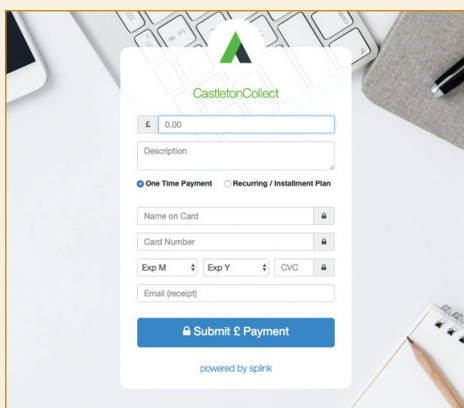 CastletonCollect
£ 0.00
Description
One Time Payment Recurring / Installment Plan
Name on Card
Card Number
Exp M Exp Y CVC
Email (receipt)
Submit £ Payment
powered by splink